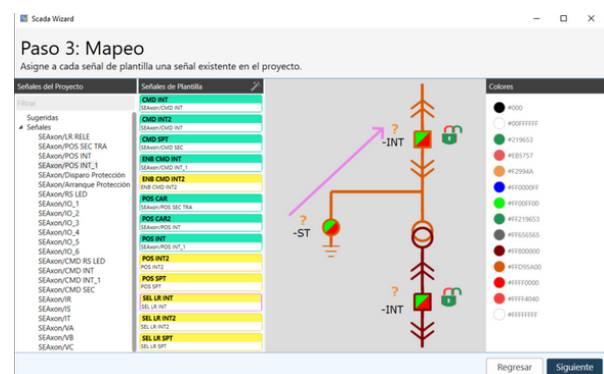 Scada Wizard
Paso 3: Mapeo
Asigne a cada señal de plantilla una señal existente en el proyecto.
Señales del Proyecto
Filtrar
Sugeridas
Señales
SEAxon/LR RELE
SEAxon/POS SEC TRA
SEAxon/POS INT
SEAxon/POS INT_1
SEAxon/Disparo Protección
SEAxon/Arranque Protección
SEAxon/RS LED
SEAxon/IO_1
SEAxon/IO_2
SEAxon/IO_3
SEAxon/IO_4
SEAxon/IO_5
SEAxon/IO_6
SEAxon/CMD RS LED
SEAxon/CMD INT
SEAxon/CMD INT_1
SEAxon/CMD SEC
SEAxon/IR
SEAxon/IS
SEAxon/IT
SEAxon/VA
SEAxon/VB
SEAxon/VC
Señales de Plantilla
CMD INT
SEAxon/CMD INT
CMD INT2
SEAxon/CMD INT
CMD SPT
SEAxon/CMD SEC
ENB CMD INT
SEAxon/CMD INT_1
ENB CMD INT2
ENB CMD INT2
POS CAR
SEAxon/POS SEC TRA
POS CAR2
SEAxon/POS INT
POS INT
SEAxon/POS INT_1
POS INT2
POS INT2
POS SPT
POS SPT
SEL LR INT
SEL LR INT
SEL LR INT2
SEL LR INT2
SEL LR SPT
SEL LR SPT
?
-INT
?
-ST
?
-INT
Colores
#000
#00FFFFFF
#219653
#EB5757
#F2994A
#FF0000FF
#FF00FF00
#FF219653
#FF656565
#FF800000
#FFD95A00
#FFFF0000
#FFFF4040
#FFFFFFFF
Regresar
Siguiente